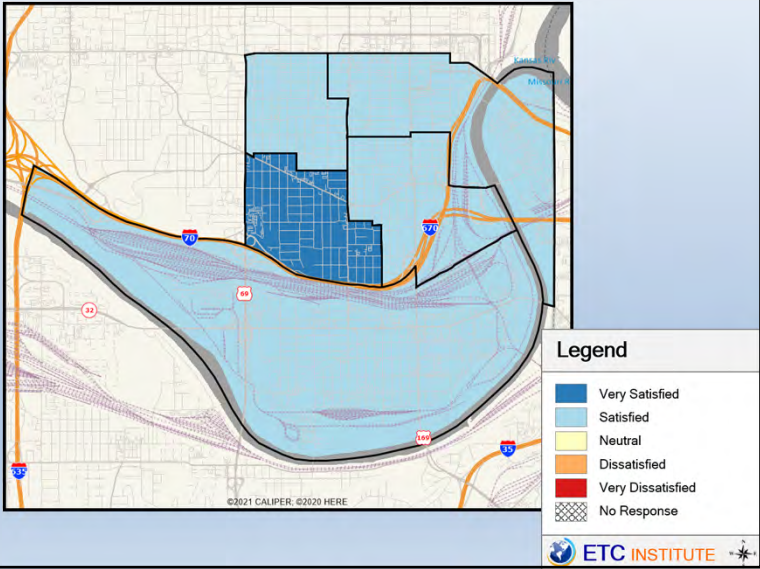 Kansas Riv
Missouri R
70
670
69
32
169
635
35
©2021 CALIPER; ©2020 HERE
Legend
Very Satisfied
Satisfied
Neutral
Dissatisfied
Very Dissatisfied
No Response
ETC INSTITUTE
N
W
E
S